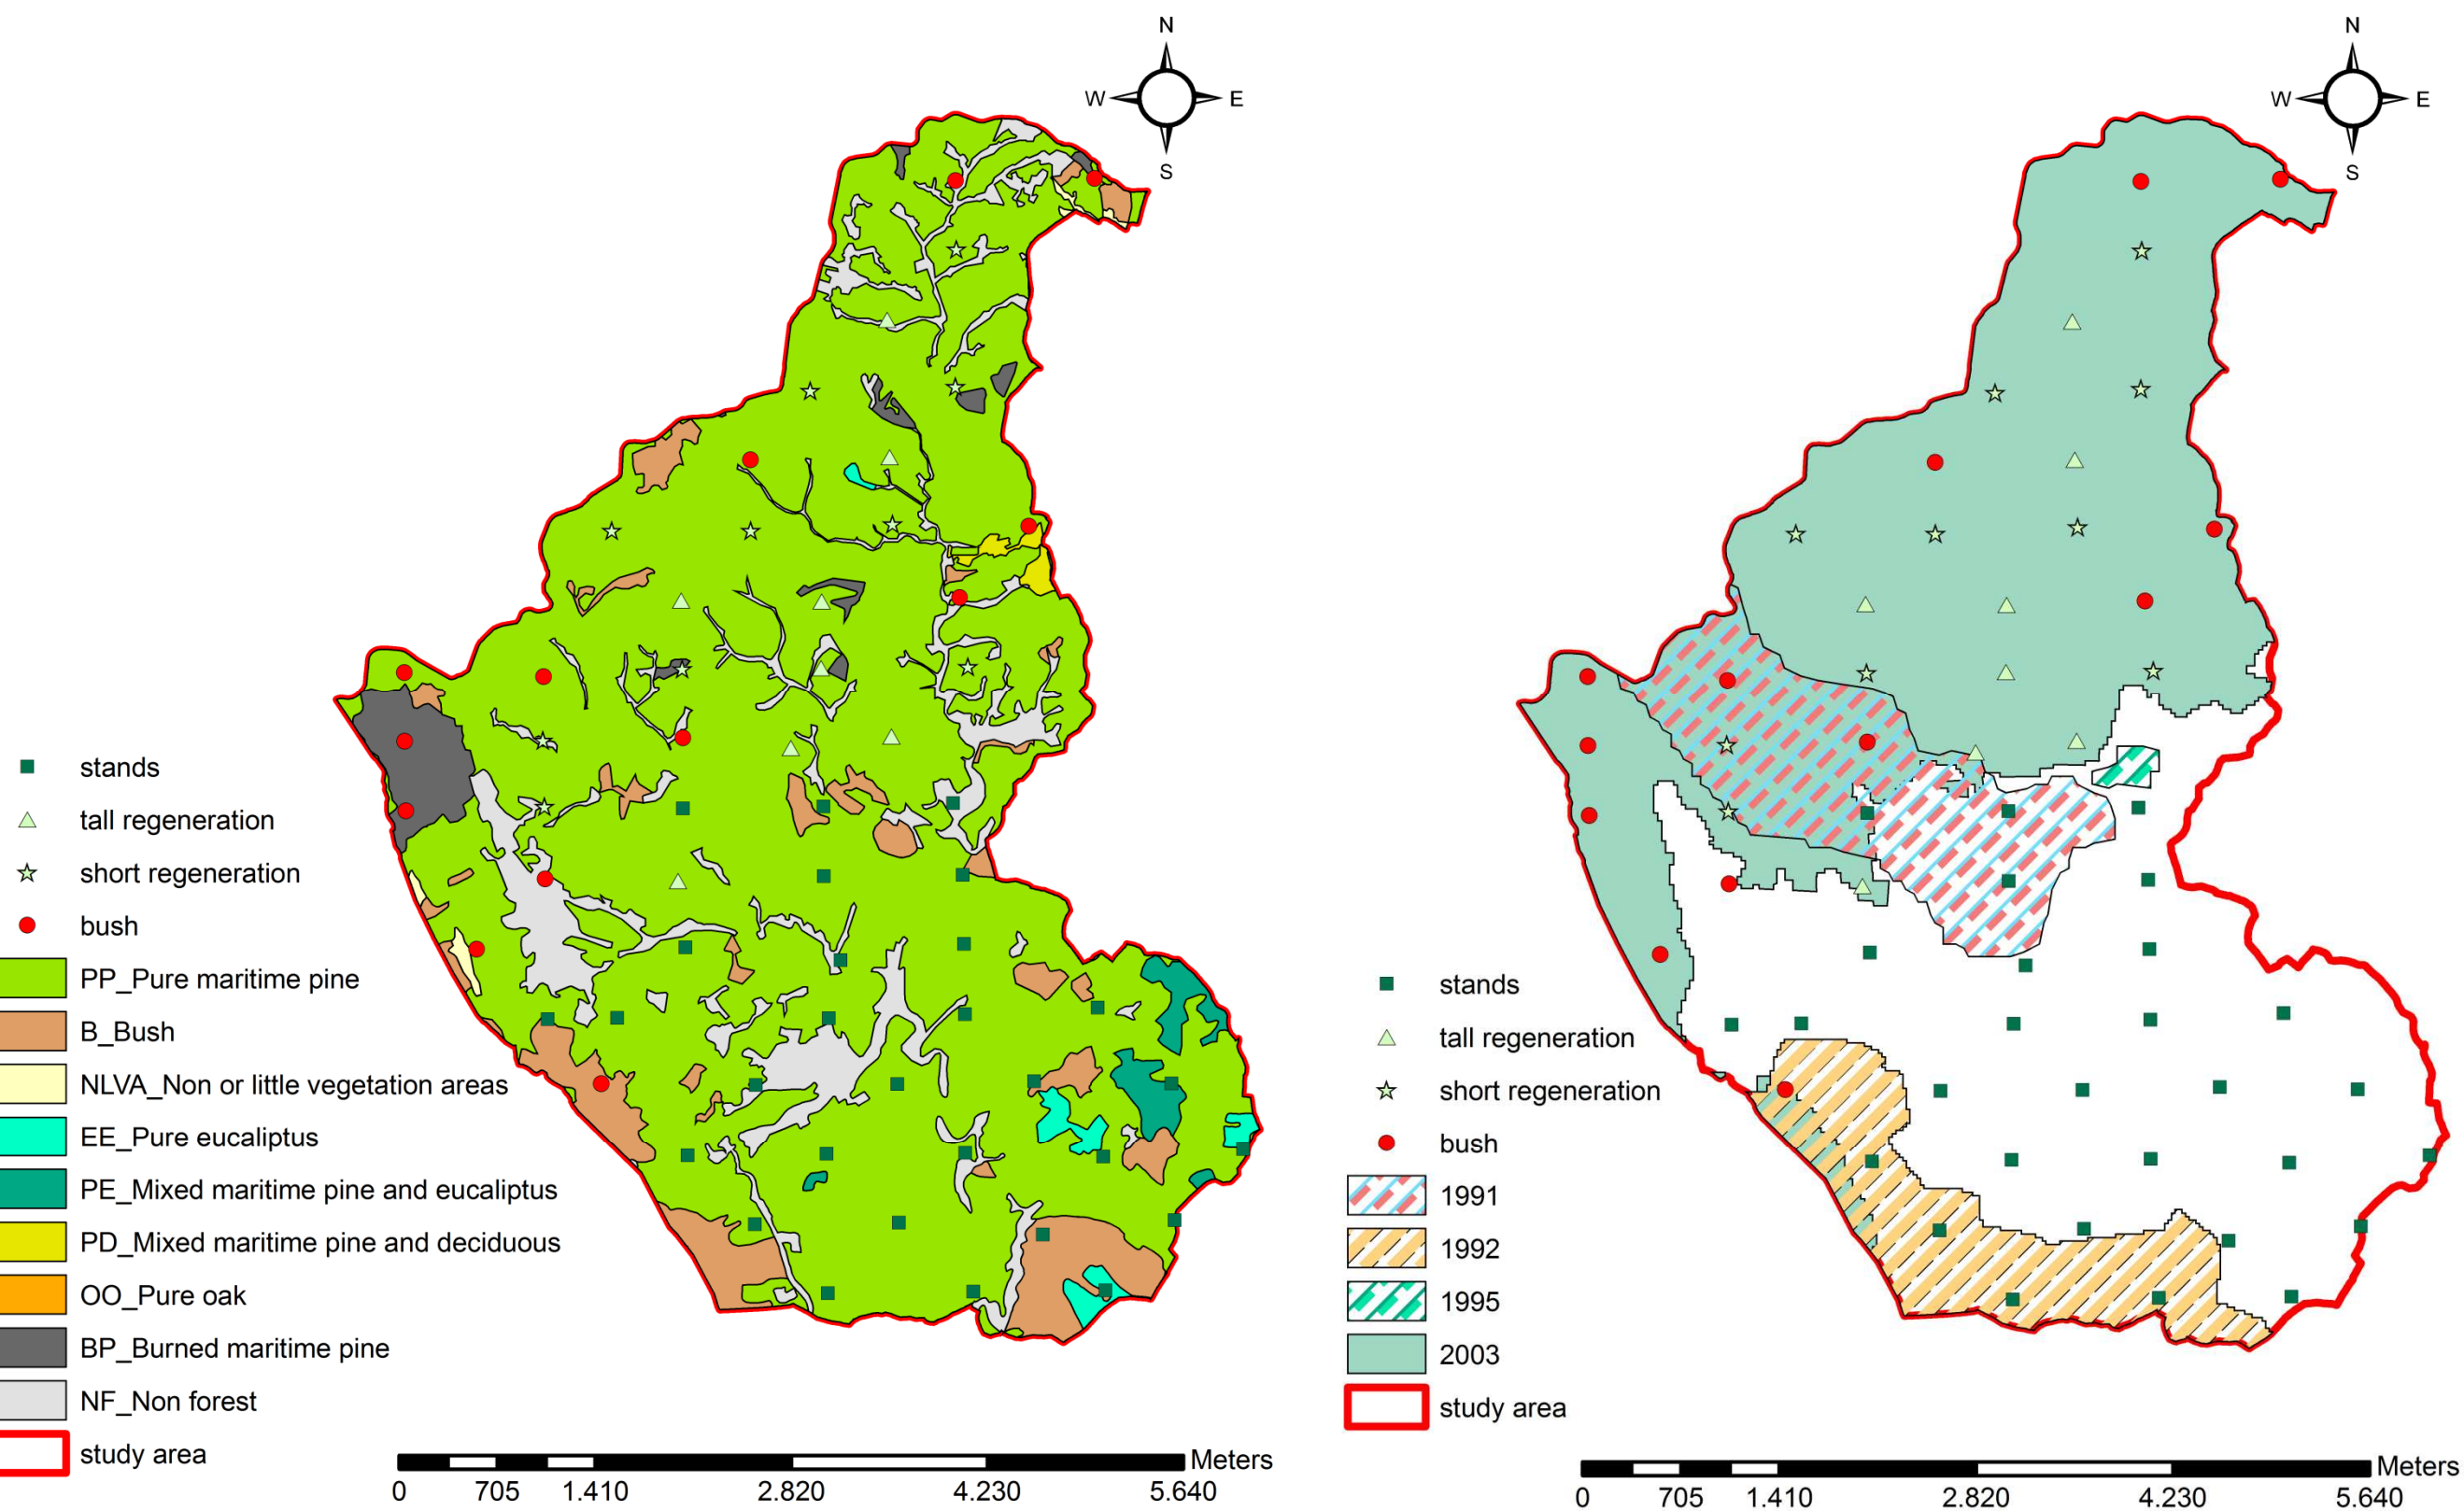 N
W E
S
stands
tall regeneration
short regeneration
bush
PP_Pure maritime pine
B_Bush
NLVA_Non or little vegetation areas
EE_Pure eucaliptus
PE_Mixed maritime pine and eucaliptus
PD_Mixed maritime pine and deciduous
OO_Pure oak
BP_Burned maritime pine
NF_Non forest
study area
Meters
0 705 1.410 2.820 4.230 5.640
N
W E
S
stands
tall regeneration
short regeneration
bush
1991
1992
1995
2003
study area
Meters
0 705 1.410 2.820 4.230 5.640